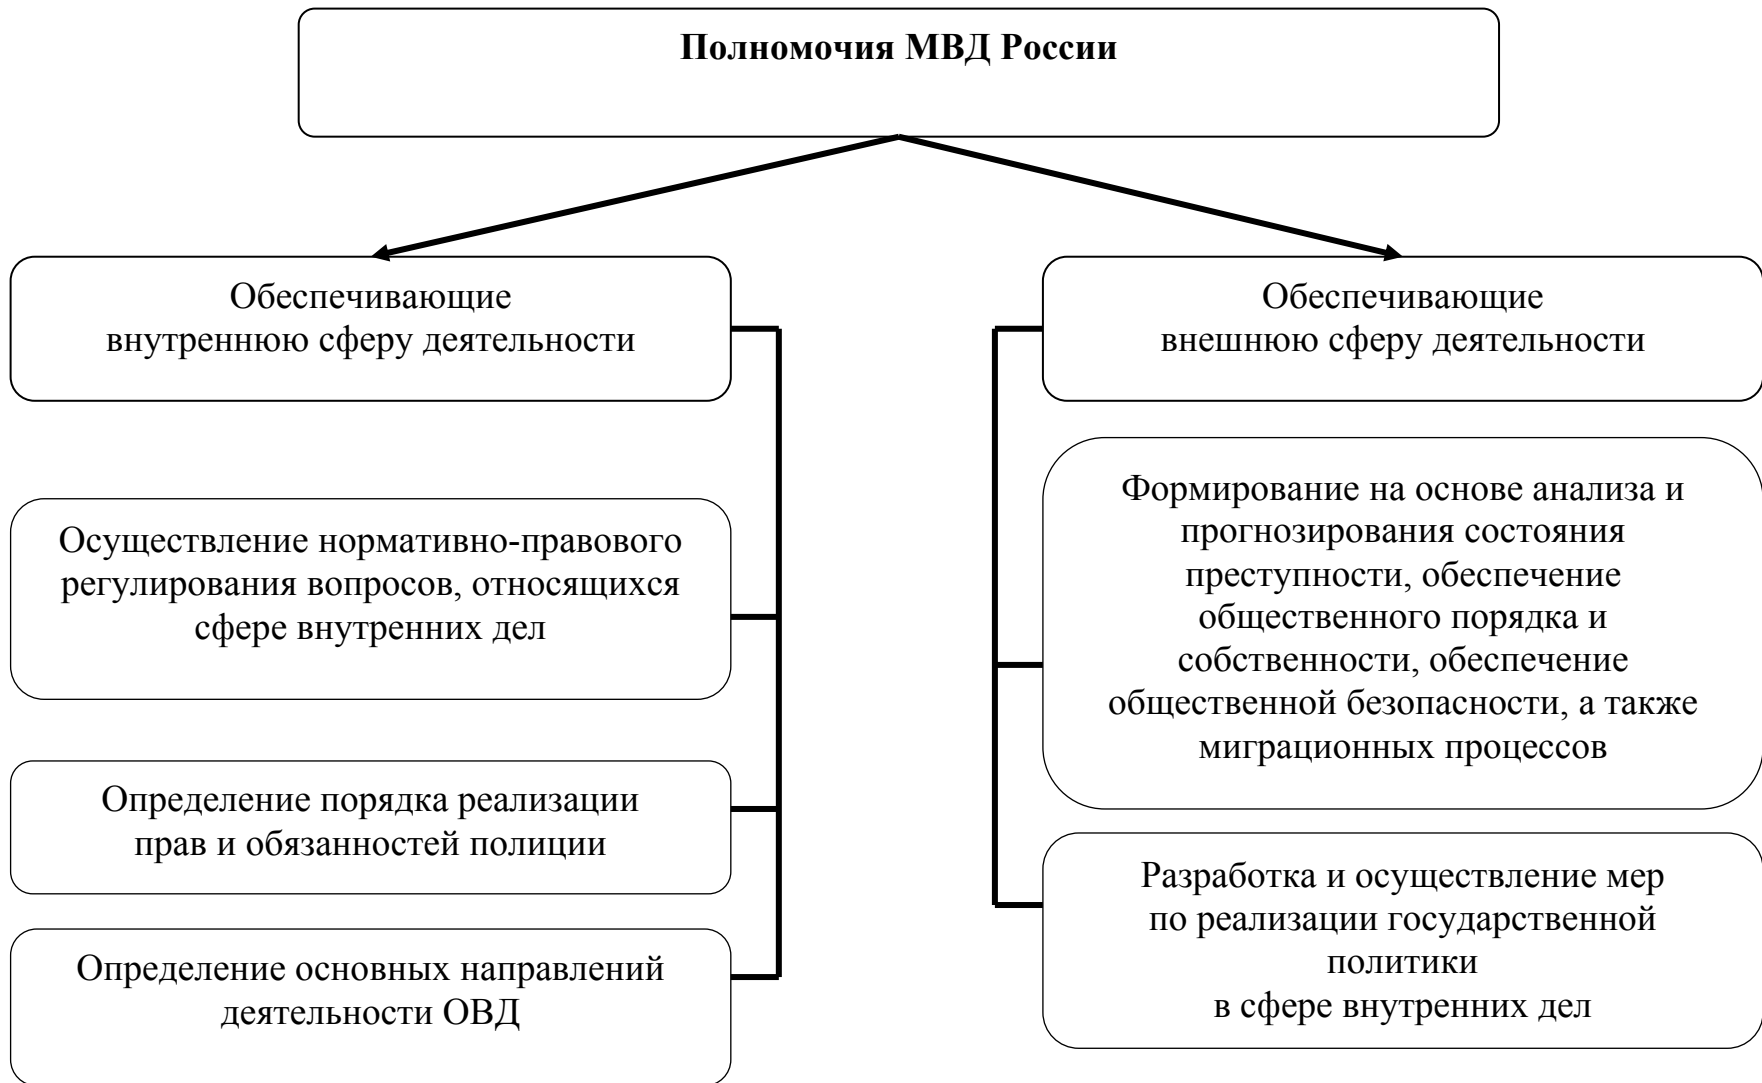 Полномочия МВД России
Обеспечивающие
внутреннюю сферу деятельности
Осуществление нормативно-правового
регулирования вопросов, относящихся
сфере внутренних дел
Определение порядка реализации
прав и обязанностей полиции
Определение основных направлений
деятельности ОВД
Обеспечивающие
внешнюю сферу деятельности
Формирование на основе анализа и
прогнозирования состояния
преступности, обеспечение
общественного порядка и
собственности, обеспечение
общественной безопасности, а также
миграционных процессов
Разработка и осуществление мер
по реализации государственной
политики
в сфере внутренних дел